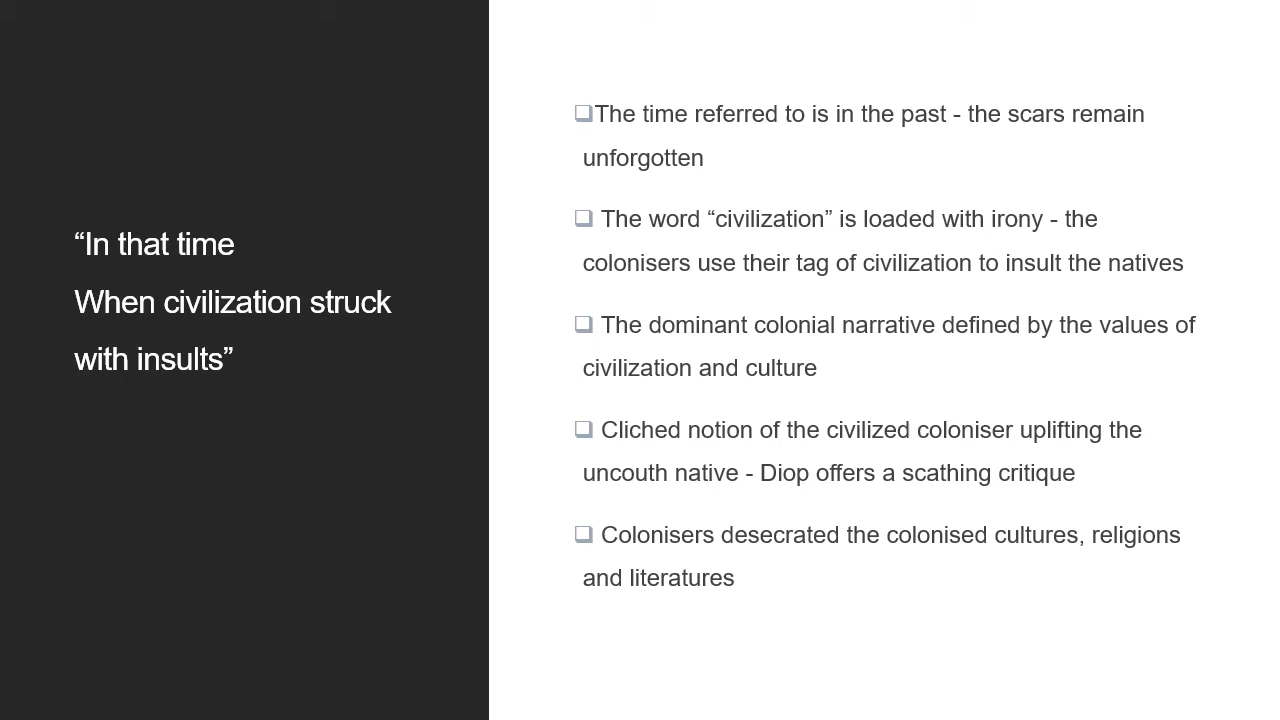 “In that time
When civilization struck
with insults”
❑The time referred to is in the past - the scars remain
unforgotten
❑ The word “civilization” is loaded with irony - the
colonisers use their tag of civilization to insult the natives
❑ The dominant colonial narrative defined by the values of
civilization and culture
❑ Cliched notion of the civilized coloniser uplifting the
uncouth native - Diop offers a scathing critique
❑ Colonisers desecrated the colonised cultures, religions
and literatures